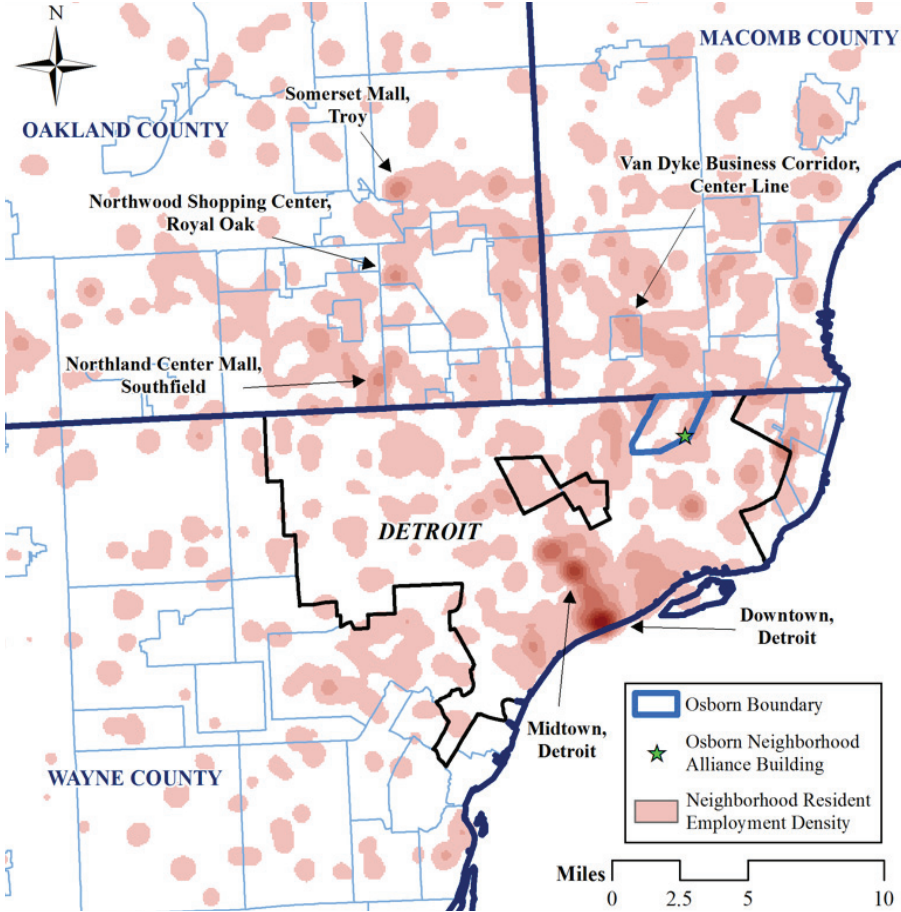 N
MACOMB COUNTY
Somerset Mall,
Troy
OAKLAND COUNTY
Van Dyke Business Corridor,
Center Line
Northwood Shopping Center,
Royal Oak
Northland Center Mall,
Southfield
DETROIT
Downtown,
Detroit
Midtown,
Detroit
WAYNE COUNTY
Osborn Boundary
Osborn Neighborhood
Alliance Building
Neighborhood Resident
Employment Density
Miles
0 2.5 5 10